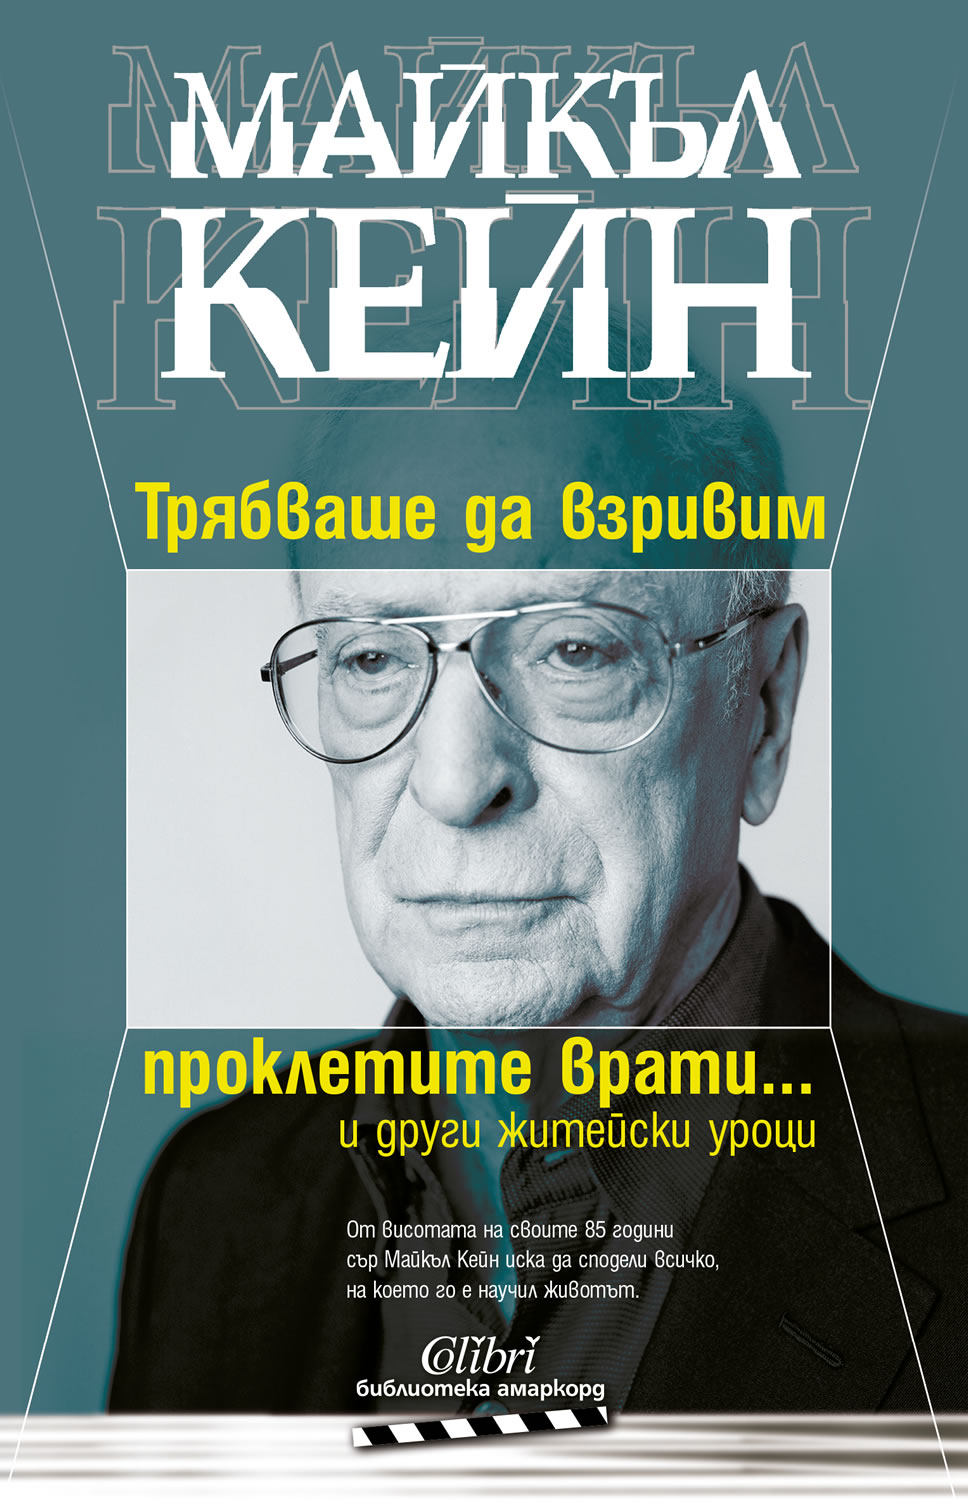 МАЙКЪЛ
КЕЙН
Трябваше да взривим
проклетите врати...
и други житейски уроци
От висотата на своите 85 години
сър Майкъл Кейн иска да сподели всичко,
на което го е научил животът.
Colibri
библиотека амаркорд